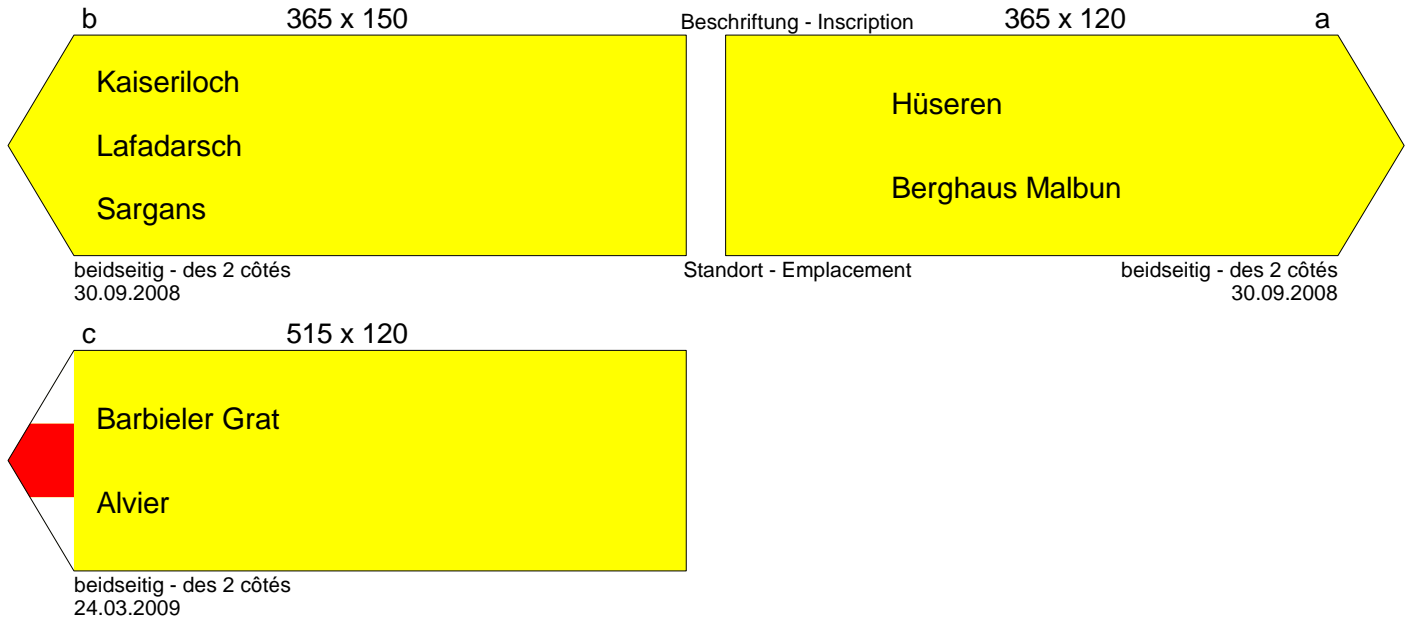 b 365 x 150 Beschriftung - Inscription 365 x 120 a
Kaiseriloch
Lafadarsch
Sargans
Hüseren
Berghaus Malbun
beidseitig - des 2 côtés
30.09.2008
Standort - Emplacement
beidseitig - des 2 côtés
30.09.2008
c 515 x 120
Barbieler Grat
Alvier
beidseitig - des 2 côtés
24.03.2009